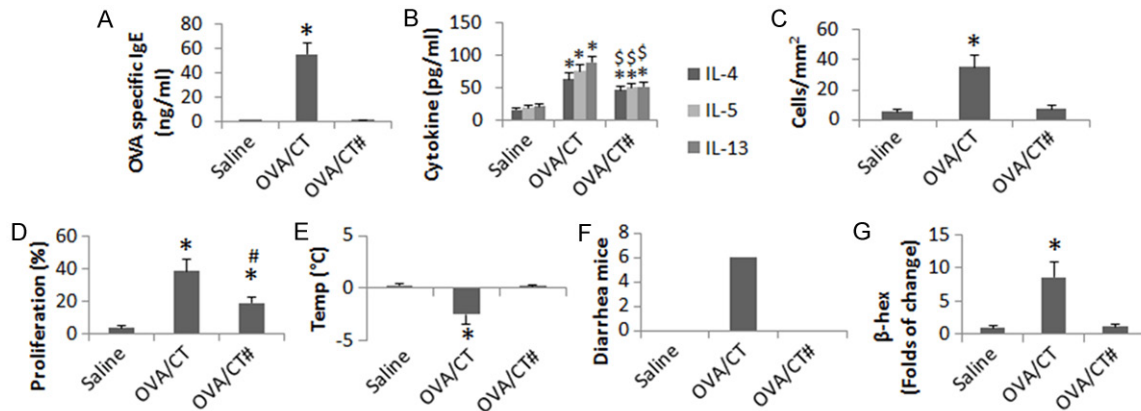 A
OVA specific IgE
(ng/ml)
80
60
40
20
0
*
Saline
OVA/CT
OVA/CT#
B
Cytokine (pg/ml)
150
100
50
0
* * *
$ $ $
* * *
Saline
OVA/CT
OVA/CT#
IL-4
IL-5
IL-13
C
Cells/mm²
60
40
20
0
*
Saline
OVA/CT
OVA/CT#
D
Proliferation (%)
60
40
20
0
*
#
*
Saline
OVA/CT
OVA/CT#
E
Temp (°C)
5
0
-5
*
Saline
OVA/CT
OVA/CT#
F
Diarrhea mice
8
6
4
2
0
Saline
OVA/CT
OVA/CT#
G
β-hex
(Folds of change)
15
10
5
0
*
Saline
OVA/CT
OVA/CT#